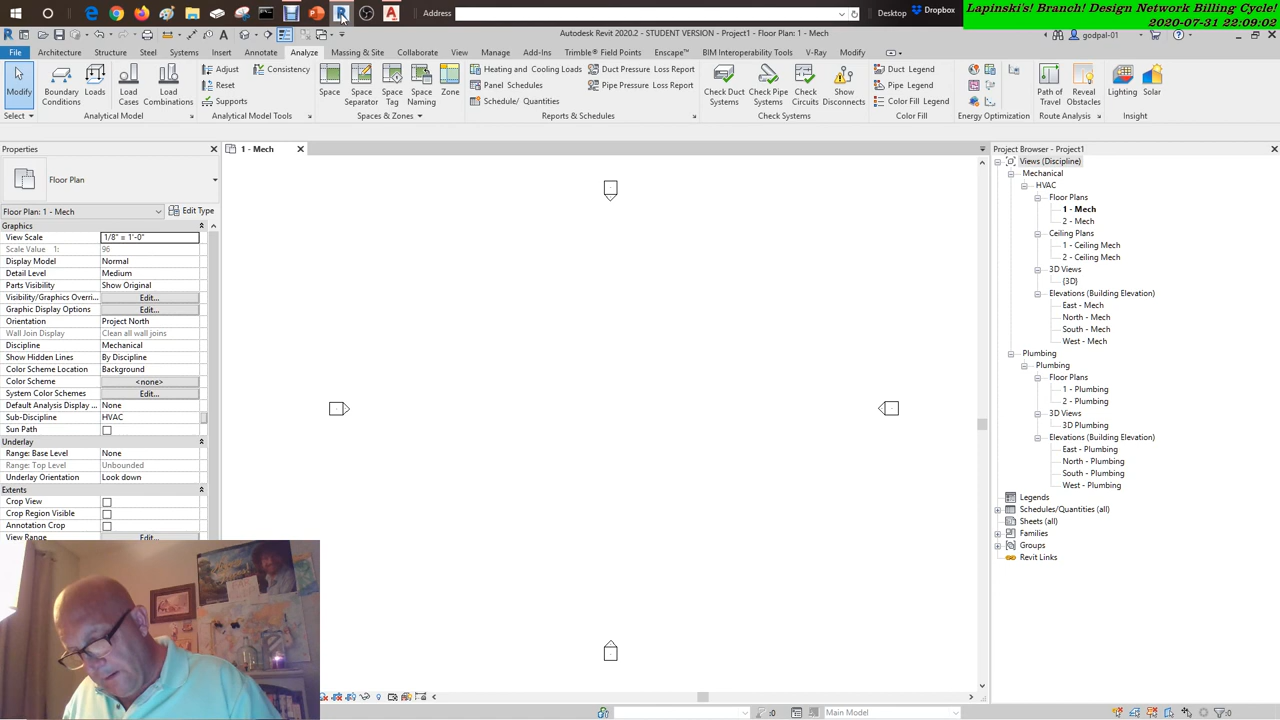 Address
Desktop
Dropbox
Lapinski's! Branch! Design Network Billing Cycle!
2020-07-31 22:09:02
Autodesk Revit 2020.2 - STUDENT VERSION - Project1 - Floor Plan: 1 - Mech
godpal-01
File Architecture Structure Steel Systems Insert Annotate Analyze Massing & Site Collaborate View Manage Add-Ins Trimble® Field Points Enscape™ BIM Interoperability Tools V-Ray Modify
Modify
Boundary Conditions
Loads
Load Cases
Load Combinations
Adjust
Reset
Supports
Consistency
Space
Space Separator
Space Tag
Space Naming
Zone
Heating and Cooling Loads
Panel Schedules
Schedule/ Quantities
Duct Pressure Loss Report
Pipe Pressure Loss Report
Check Duct Systems
Check Pipe Systems
Check Circuits
Show Disconnects
Duct Legend
Pipe Legend
Color Fill Legend
Path of Travel
Reveal Obstacles
Lighting
Solar
Select
Analytical Model
Analytical Model Tools
Spaces & Zones
Reports & Schedules
Check Systems
Color Fill
Energy Optimization
Route Analysis
Insight
Properties
Floor Plan
Floor Plan: 1 - Mech
Edit Type
Graphics
View Scale 1/8" = 1'-0"
Scale Value 1: 96
Display Model Normal
Detail Level Medium
Parts Visibility Show Original
Visibility/Graphics Overri... Edit...
Graphic Display Options Edit...
Orientation Project North
Wall Join Display Clean all wall joins
Discipline Mechanical
Show Hidden Lines By Discipline
Color Scheme Location Background
Color Scheme <none>
System Color Schemes Edit...
Default Analysis Display ... None
Sub-Discipline HVAC
Sun Path
Underlay
Range: Base Level None
Range: Top Level Unbounded
Underlay Orientation Look down
Extents
Crop View
Crop Region Visible
Annotation Crop
View Range Edit...
1 - Mech
Project Browser - Project1
Views (Discipline)
Mechanical
HVAC
Floor Plans
1 - Mech
2 - Mech
Ceiling Plans
1 - Ceiling Mech
2 - Ceiling Mech
3D Views
{3D}
Elevations (Building Elevation)
East - Mech
North - Mech
South - Mech
West - Mech
Plumbing
Plumbing
Floor Plans
1 - Plumbing
2 - Plumbing
3D Views
3D Plumbing
Elevations (Building Elevation)
East - Plumbing
North - Plumbing
South - Plumbing
West - Plumbing
Legends
Schedules/Quantities (all)
Sheets (all)
Families
Groups
Revit Links
:0
Main Model
:0